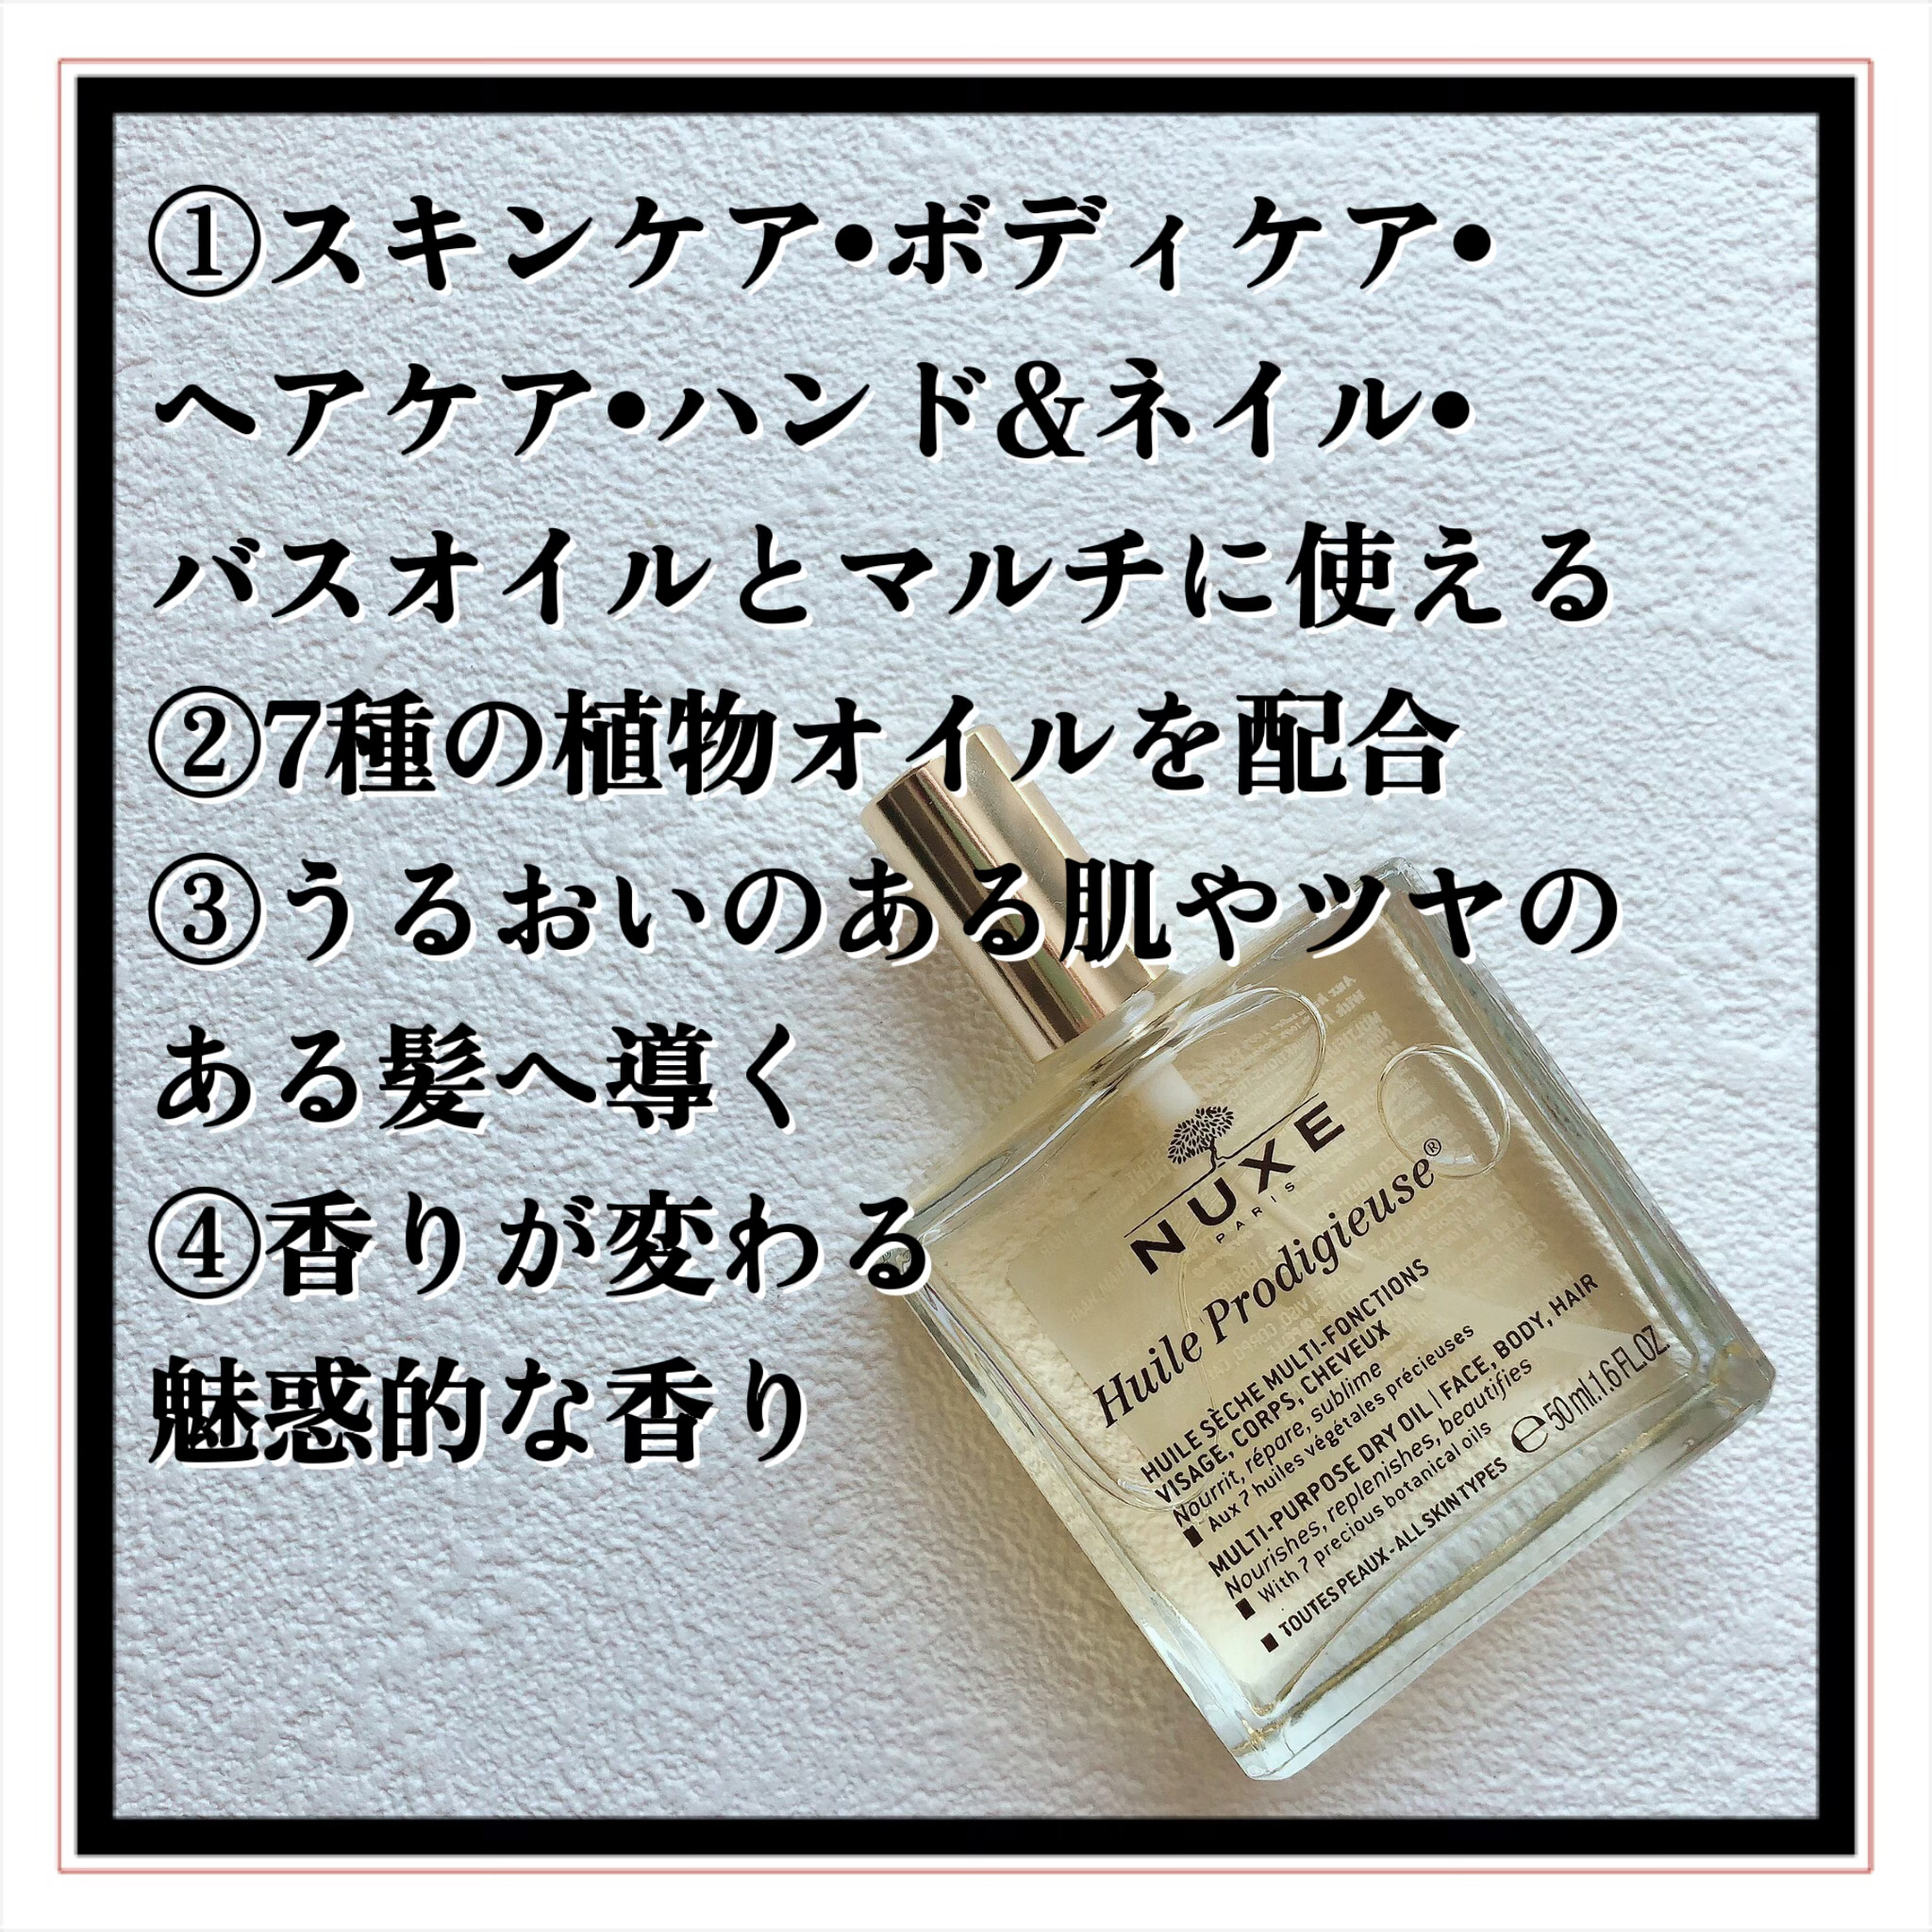 ①スキンケア•ボディケア•
ヘアケア•ハンド&ネイル•
バスオイルとマルチに使える
②7種の植物オイルを配合
③うるおいのある肌やツヤの
ある髪へ導く
④香りが変わる
魅惑的な香り
NUXE
PARIS
Huile Prodigieuse®
HUILE SÈCHE MULTI-FONCTIONS
VISAGE, CORPS, CHEVEUX
Nourrit, répare, sublime
■ Aux 7 huiles végétales précieuses
MULTI-PURPOSE DRY OIL | FACE, BODY, HAIR
Nourishes, replenishes, beautifies
■ With 7 precious botanical oils
■ TOUTES PEAUX - ALL SKIN TYPES ℮ 50 ml.1.6 FL.OZ.